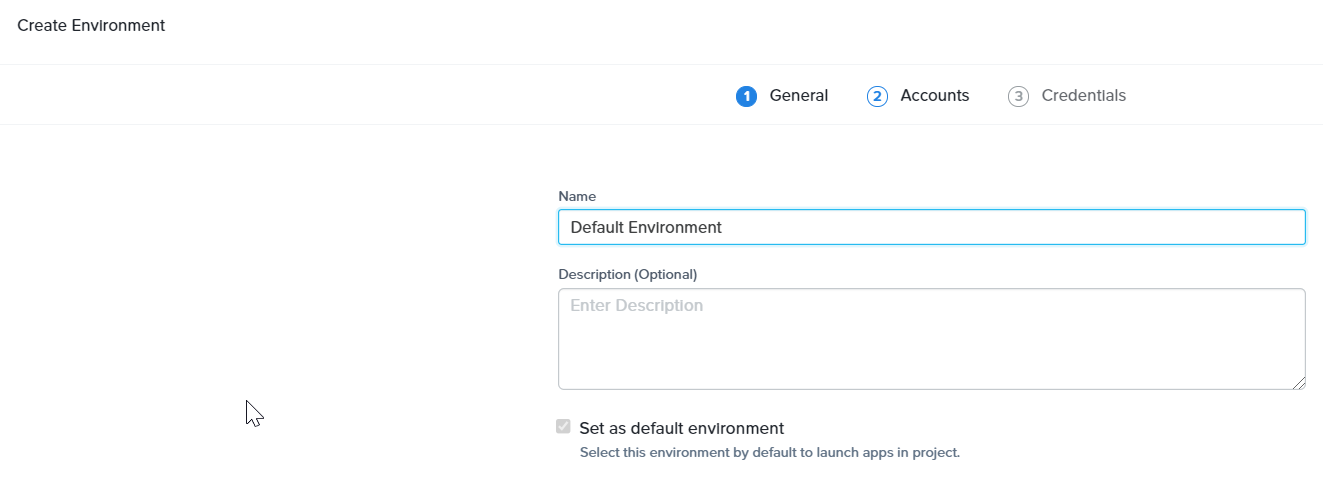 Create Environment
1 General 2 Accounts 3 Credentials
Name
Default Environment
Description (Optional)
Enter Description
Set as default environment
Select this environment by default to launch apps in project.